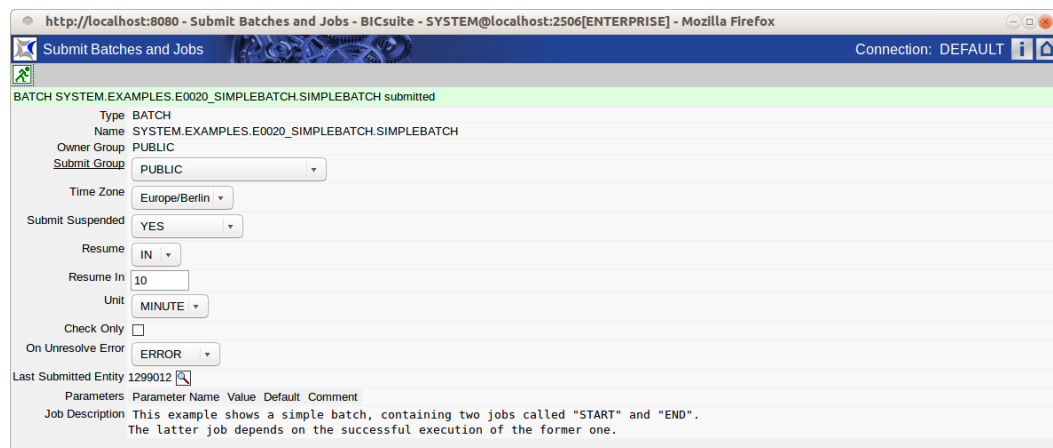 http://localhost:8080 - Submit Batches and Jobs - BICsuite - SYSTEM@localhost:2506[ENTERPRISE] - Mozilla Firefox
Submit Batches and Jobs Connection: DEFAULT
BATCH SYSTEM.EXAMPLES.E0020_SIMPLEBATCH.SIMPLEBATCH submitted
Type BATCH
Name SYSTEM.EXAMPLES.E0020_SIMPLEBATCH.SIMPLEBATCH
Owner Group PUBLIC
Submit Group PUBLIC
Time Zone Europe/Berlin
Submit Suspended YES
Resume IN
Resume In 10
Unit MINUTE
Check Only
On Unresolve Error ERROR
Last Submitted Entity 1299012
Parameters Parameter Name Value Default Comment
Job Description This example shows a simple batch, containing two jobs called "START" and "END".
The latter job depends on the successful execution of the former one.